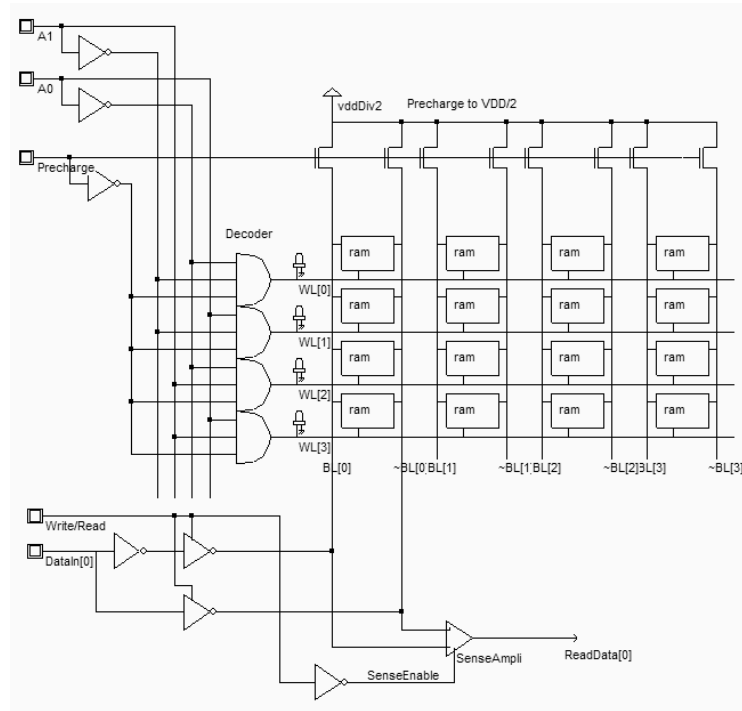 A1
A0
vddDiv2 Precharge to VDD/2
Precharge
Decoder
ram ram ram ram
WL[0]
ram ram ram ram
WL[1]
ram ram ram ram
WL[2]
ram ram ram ram
WL[3]
BL[0] ~BL[0 BL[1] ~BL[1 BL[2] ~BL[2 BL[3] ~BL[3]
Write/Read
DataIn[0]
SenseAmpli ReadData[0]
SenseEnable